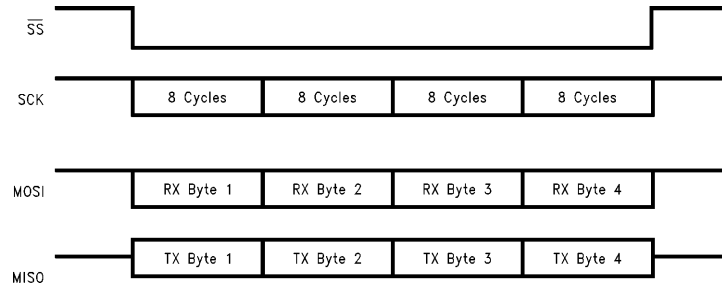 SS
SCK 8 Cycles 8 Cycles 8 Cycles 8 Cycles
MOSI RX Byte 1 RX Byte 2 RX Byte 3 RX Byte 4
MISO TX Byte 1 TX Byte 2 TX Byte 3 TX Byte 4